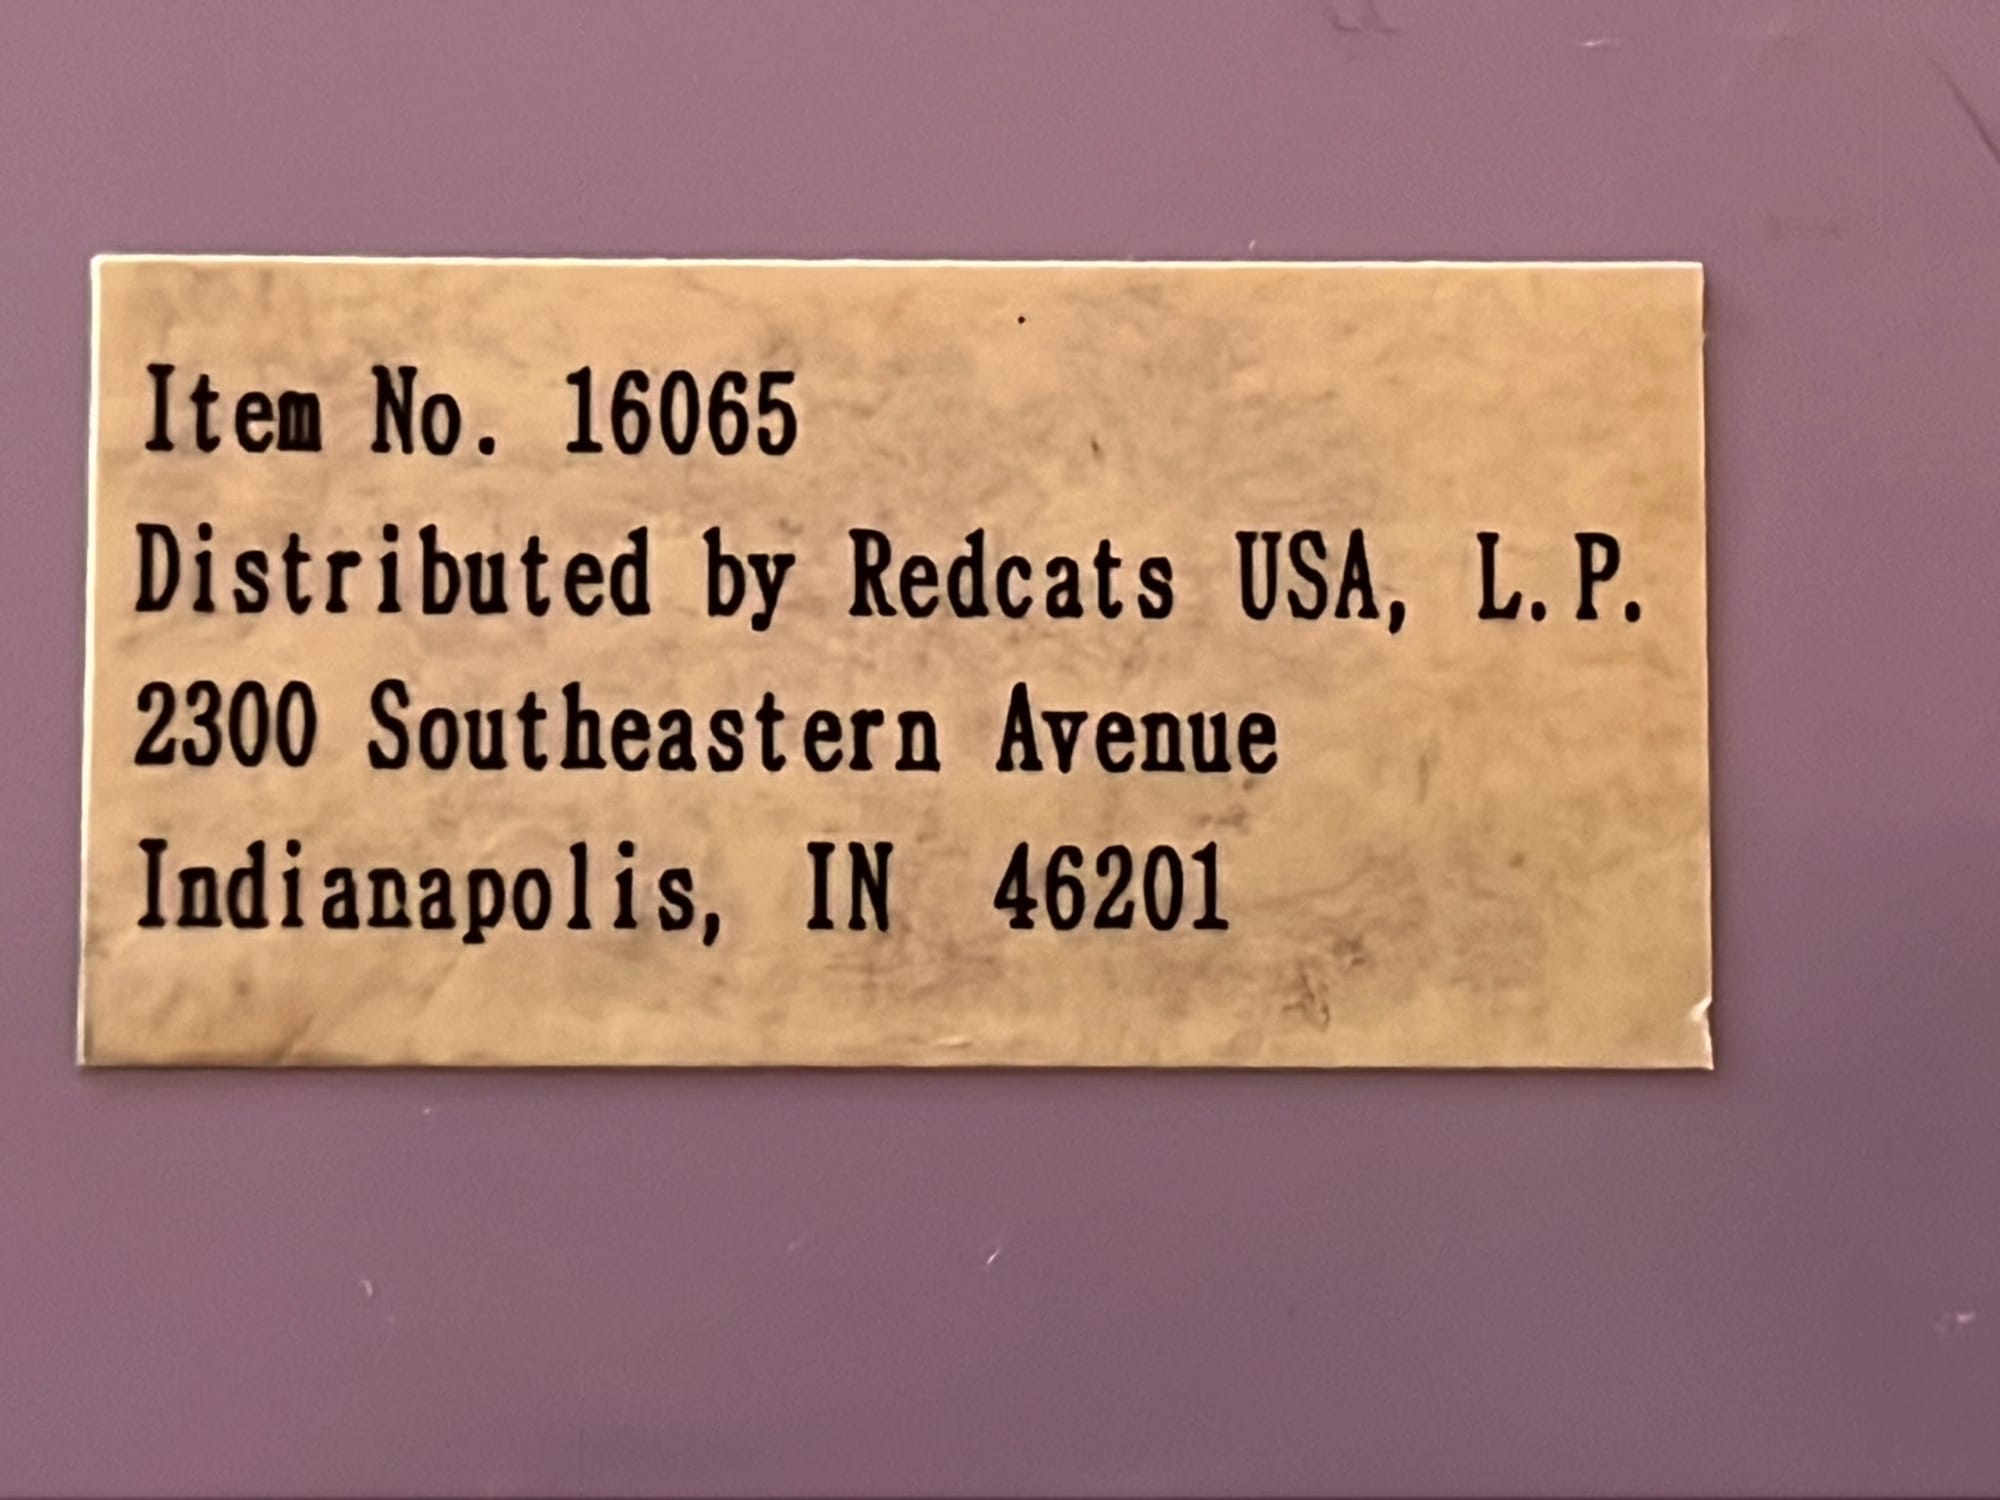 Item No. 16065
Distributed by Redcats USA, L.P.
2300 Southeastern Avenue
Indianapolis, IN  46201